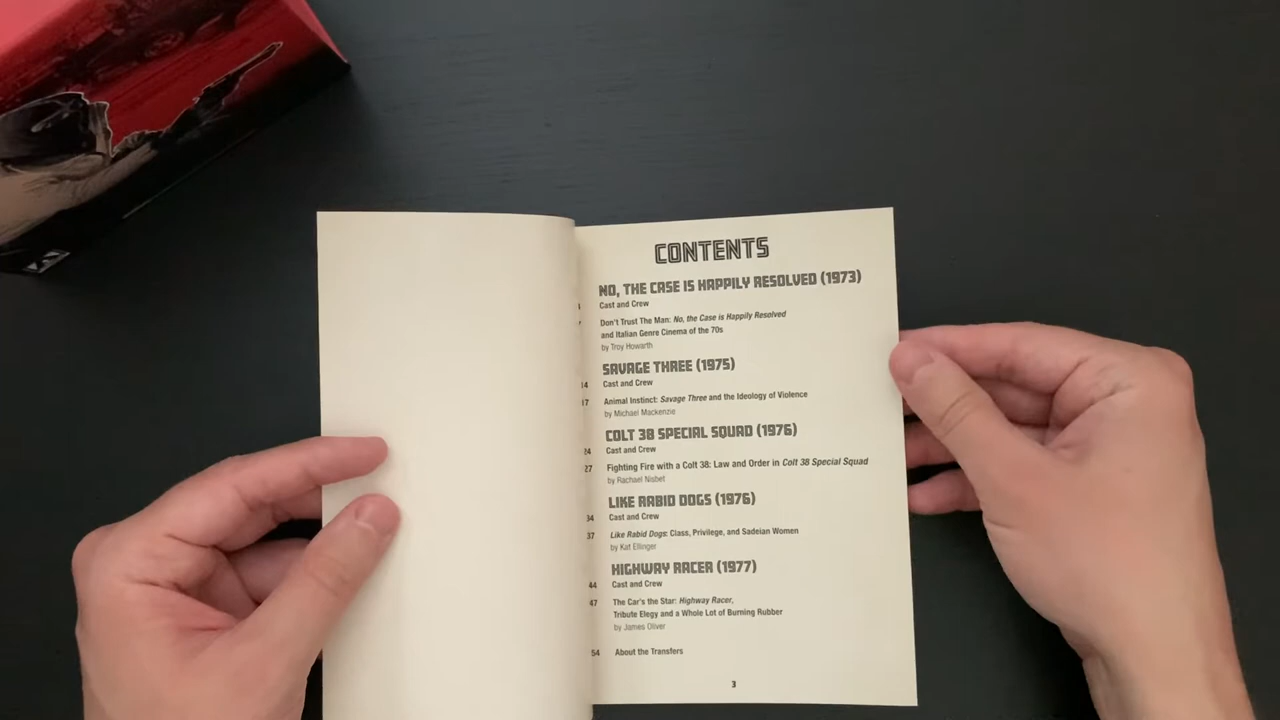 CONTENTS
NO, THE CASE IS HAPPILY RESOLVED (1973)
Cast and Crew
Don't Trust The Man: No, the Case is Happily Resolved
and Italian Genre Cinema of the 70s
by Troy Howarth
SAVAGE THREE (1975)
14 Cast and Crew
17 Animal Instinct: Savage Three and the Ideology of Violence
by Michael Mackenzie
COLT 38 SPECIAL SQUAD (1976)
24 Cast and Crew
27 Fighting Fire with a Colt 38: Law and Order in Colt 38 Special Squad
by Rachael Nisbet
LIKE RABID DOGS (1976)
34 Cast and Crew
37 Like Rabid Dogs: Class, Privilege, and Sadeian Women
by Kat Ellinger
HIGHWAY RACER (1977)
44 Cast and Crew
47 The Car's the Star: Highway Racer,
Tribute Elegy and a Whole Lot of Burning Rubber
by James Oliver
54 About the Transfers
3